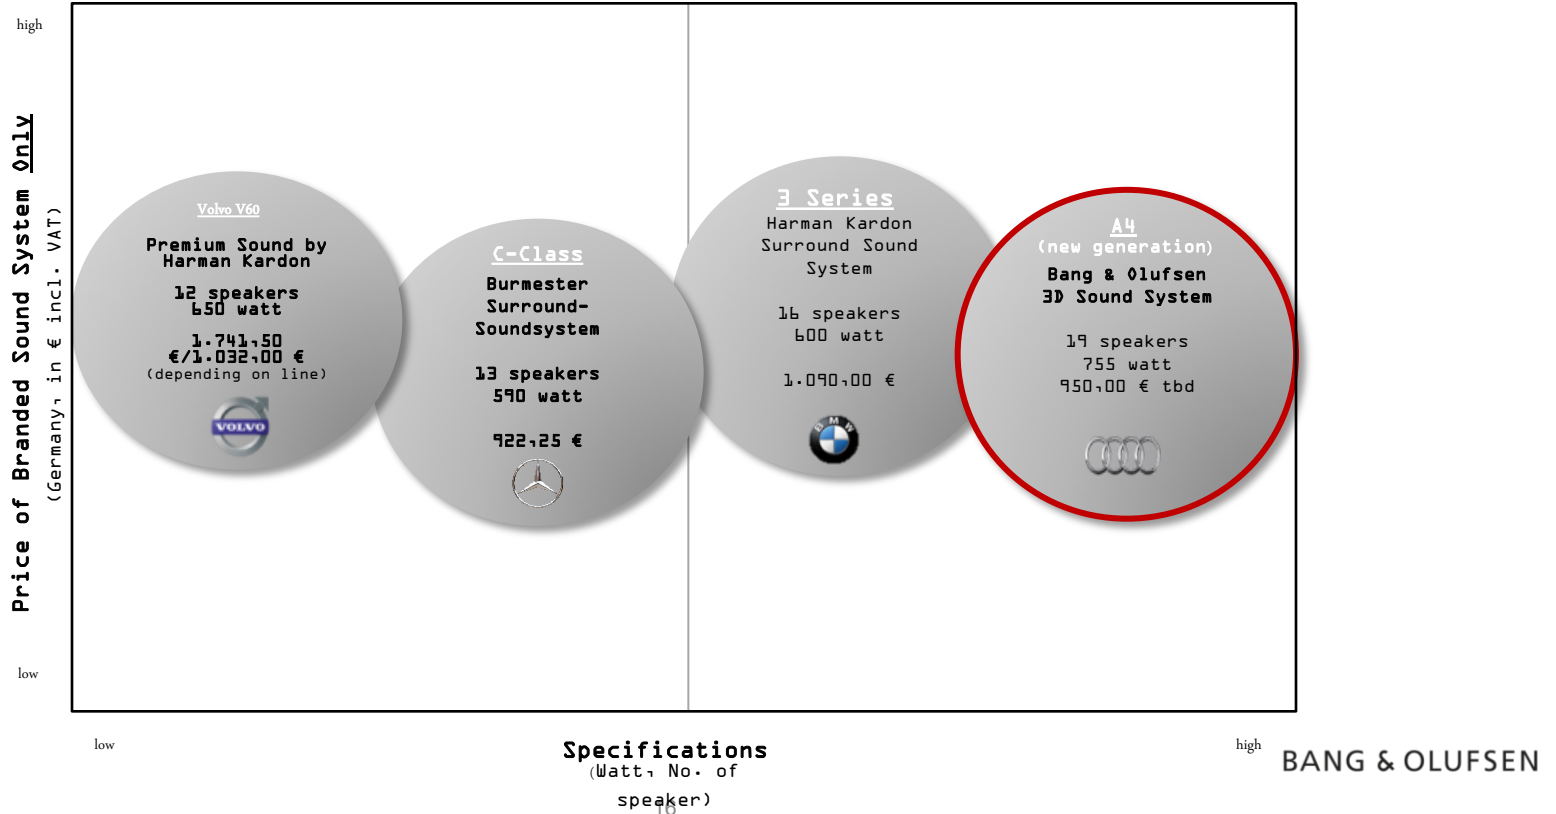 high
Price of Branded Sound System Only
(Germany, in € incl. VAT)
low
Volvo V60
Premium Sound by
Harman Kardon
12 speakers
650 watt
1.741,50
€/1.032,00 €
(depending on line)
VOLVO
C-Class
Burmester
Surround-
Soundsystem
13 speakers
590 watt
922,25 €
3 Series
Harman Kardon
Surround Sound
System
16 speakers
600 watt
1.090,00 €
BMW
A4
(new generation)
Bang & Olufsen
3D Sound System
19 speakers
755 watt
950,00 € tbd
low
Specifications
(Watt, No. of
speaker)
high
BANG & OLUFSEN
16